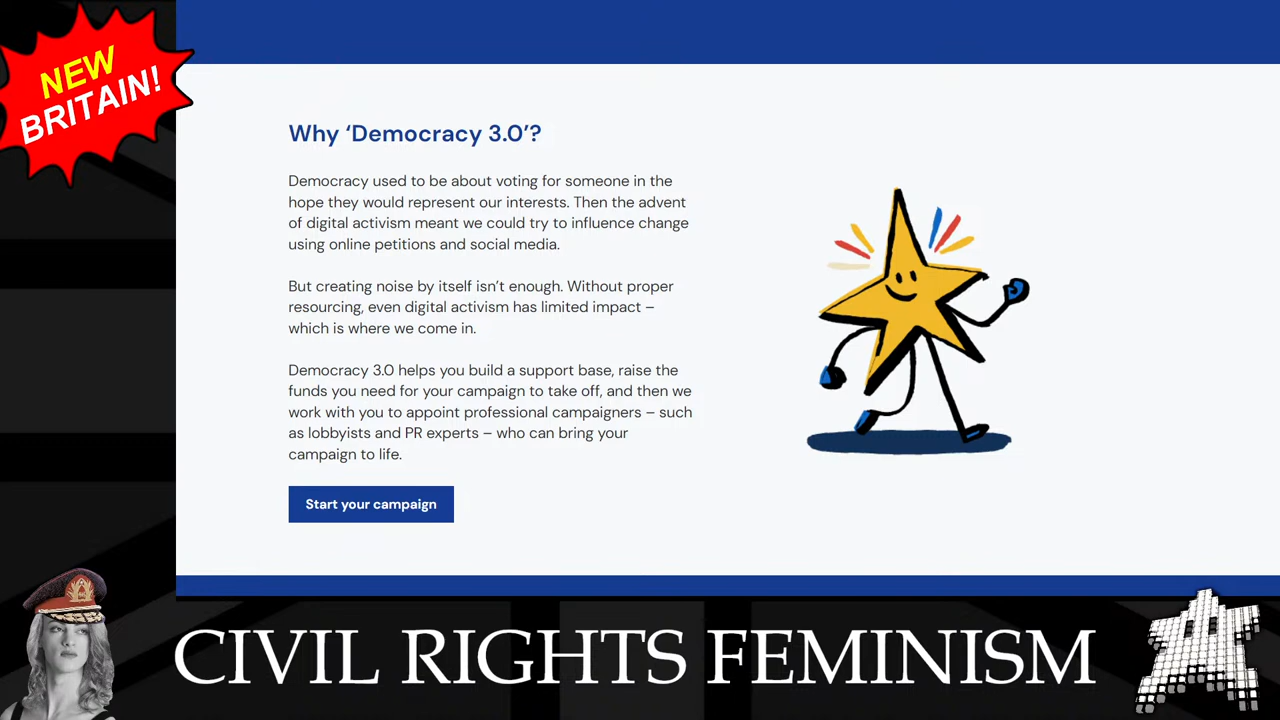 NEW
BRITAIN!
Why ‘Democracy 3.0’?
Democracy used to be about voting for someone in the
hope they would represent our interests. Then the advent
of digital activism meant we could try to influence change
using online petitions and social media.
But creating noise by itself isn’t enough. Without proper
resourcing, even digital activism has limited impact –
which is where we come in.
Democracy 3.0 helps you build a support base, raise the
funds you need for your campaign to take off, and then we
work with you to appoint professional campaigners – such
as lobbyists and PR experts – who can bring your
campaign to life.
Start your campaign
CIVIL RIGHTS FEMINISM